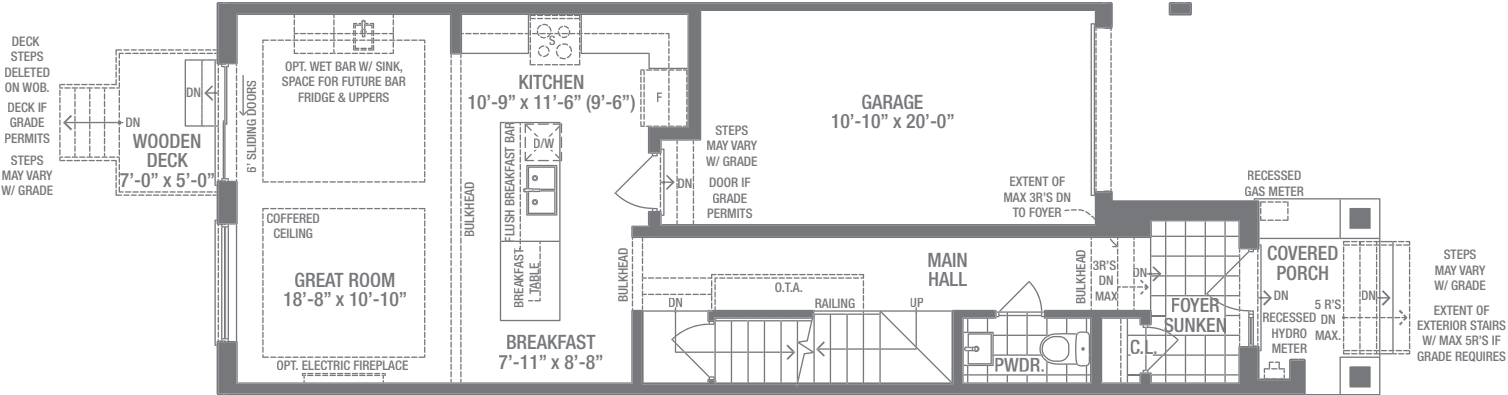 DECK
STEPS
DELETED
ON WOB.
DECK IF
GRADE
PERMITS
STEPS
MAY VARY
W/ GRADE
DN
WOODEN
DECK
7'-0" x 5'-0"
DN
6' SLIDING DOORS
OPT. WET BAR W/ SINK,
SPACE FOR FUTURE BAR
FRIDGE & UPPERS
COFFERED
CEILING
GREAT ROOM
18'-8" x 10'-10"
OPT. ELECTRIC FIREPLACE
BULKHEAD
S
KITCHEN
10'-9" x 11'-6" (9'-6")
F
D/W
FLUSH BREAKFAST BAR
BREAKFAST
TABLE
BREAKFAST
7'-11" x 8'-8"
STEPS
MAY VARY
W/ GRADE
DN
DOOR IF
GRADE
PERMITS
GARAGE
10'-10" x 20'-0"
EXTENT OF
MAX 3R'S DN
TO FOYER
BULKHEAD
O.T.A.
DN
RAILING
UP
MAIN
HALL
PWDR.
BULKHEAD
3R'S
DN
MAX
DN
FOYER
SUNKEN
C.L.
RECESSED
GAS METER
COVERED
PORCH
DN
5 R'S
DN
MAX.
RECESSED
HYDRO
METER
DN
STEPS
MAY VARY
W/ GRADE
EXTENT OF
EXTERIOR STAIRS
W/ MAX 5R'S IF
GRADE REQUIRES